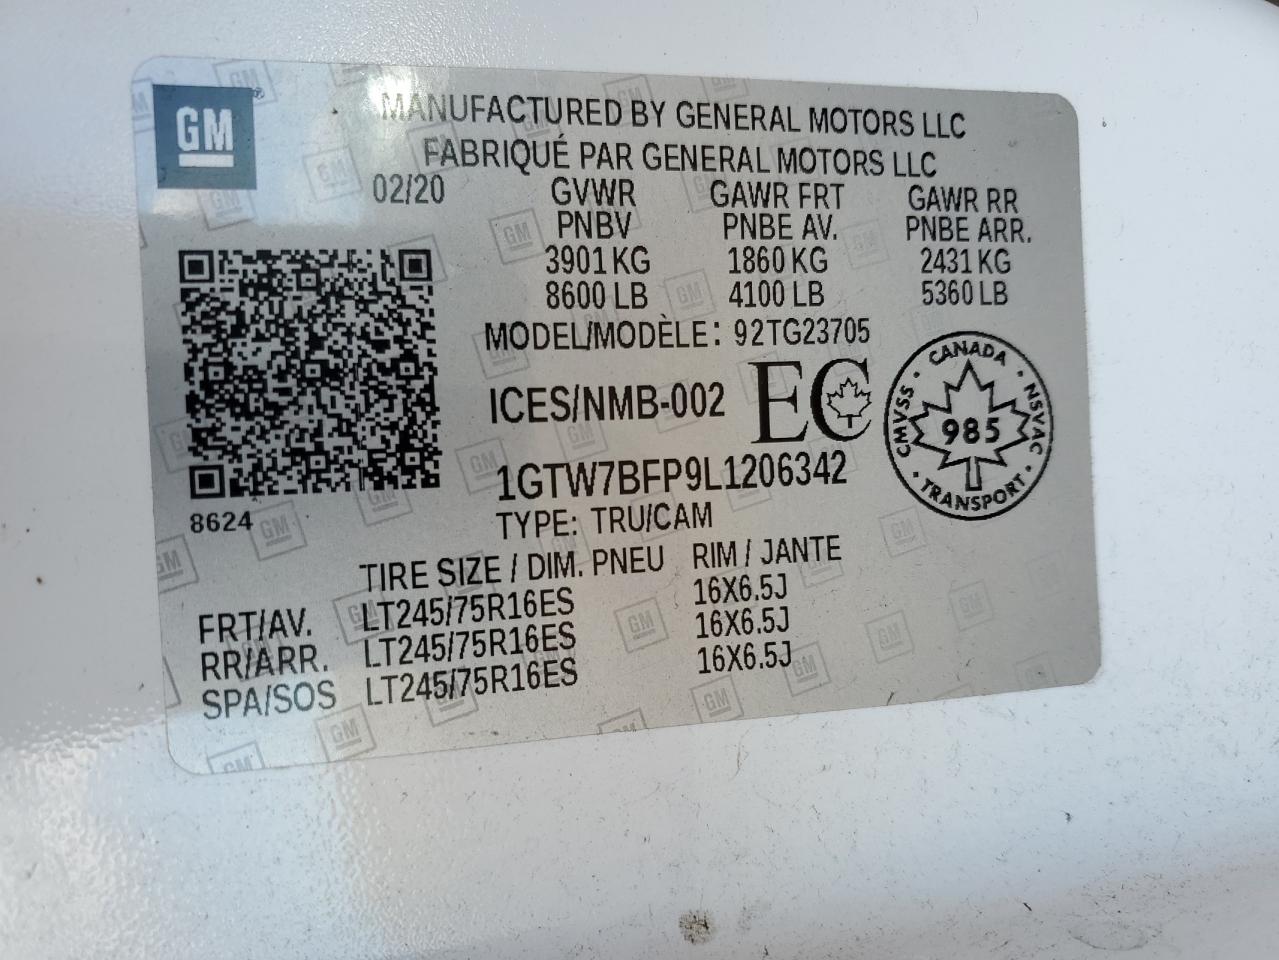 GM
MANUFACTURED BY GENERAL MOTORS LLC
FABRIQUÉ PAR GENERAL MOTORS LLC
02/20 GVWR GAWR FRT GAWR RR
PNBV PNBE AV. PNBE ARR.
3901 KG 1860 KG 2431 KG
8600 LB 4100 LB 5360 LB
MODEL/MODÈLE: 92TG23705
ICES/NMB-002 EC
CANADA
CMVSS 985 NSVAC
TRANSPORT
1GTW7BFP9L1206342
8624
TYPE: TRU/CAM
TIRE SIZE / DIM. PNEU RIM / JANTE
FRT/AV. LT245/75R16ES 16X6.5J
RR/ARR. LT245/75R16ES 16X6.5J
SPA/SOS LT245/75R16ES 16X6.5J